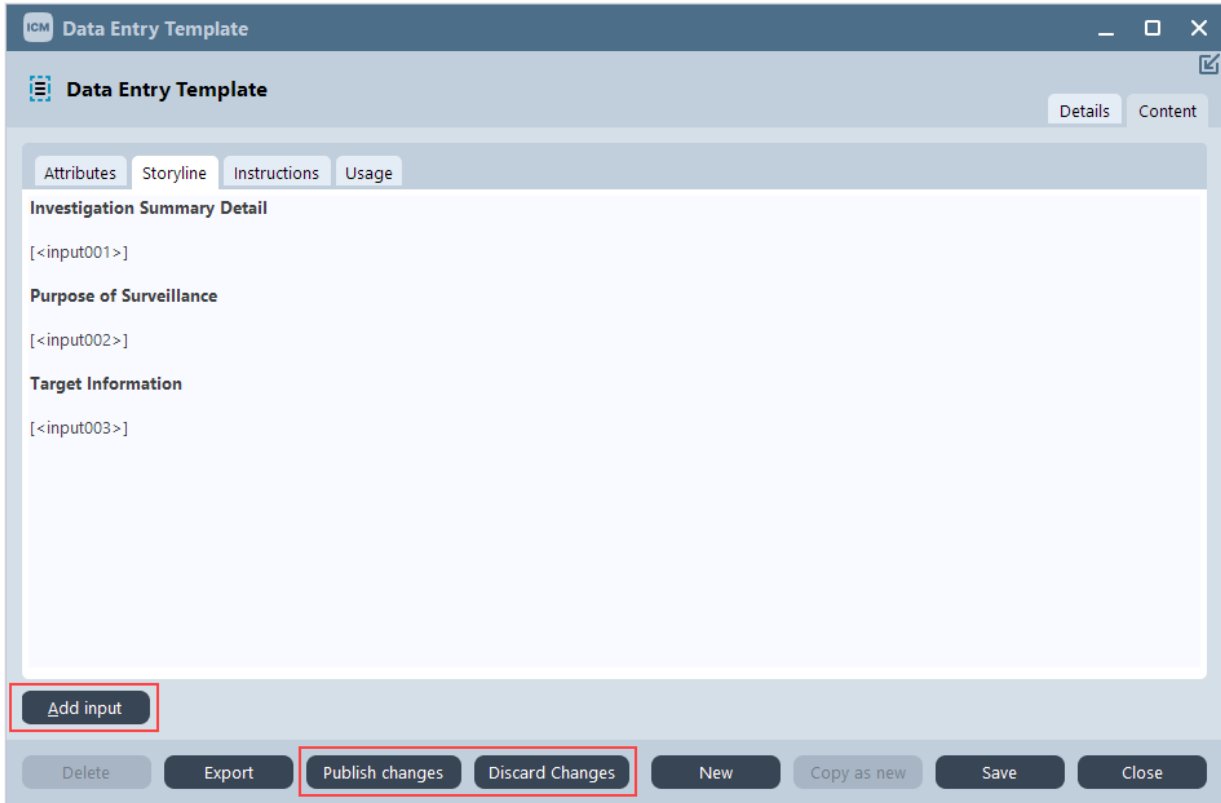 ICM Data Entry Template
Data Entry Template
Details Content
Attributes Storyline Instructions Usage
Investigation Summary Detail
[<input001>]
Purpose of Surveillance
[<input002>]
Target Information
[<input003>]
Add input
Delete Export Publish changes Discard Changes New Copy as new Save Close